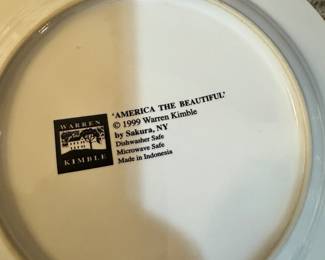 WARREN
KIMBLE
'AMERICA THE BEAUTIFUL'
© 1999 Warren Kimble
by Sakura, NY
Dishwasher Safe
Microwave Safe
Made in Indonesia